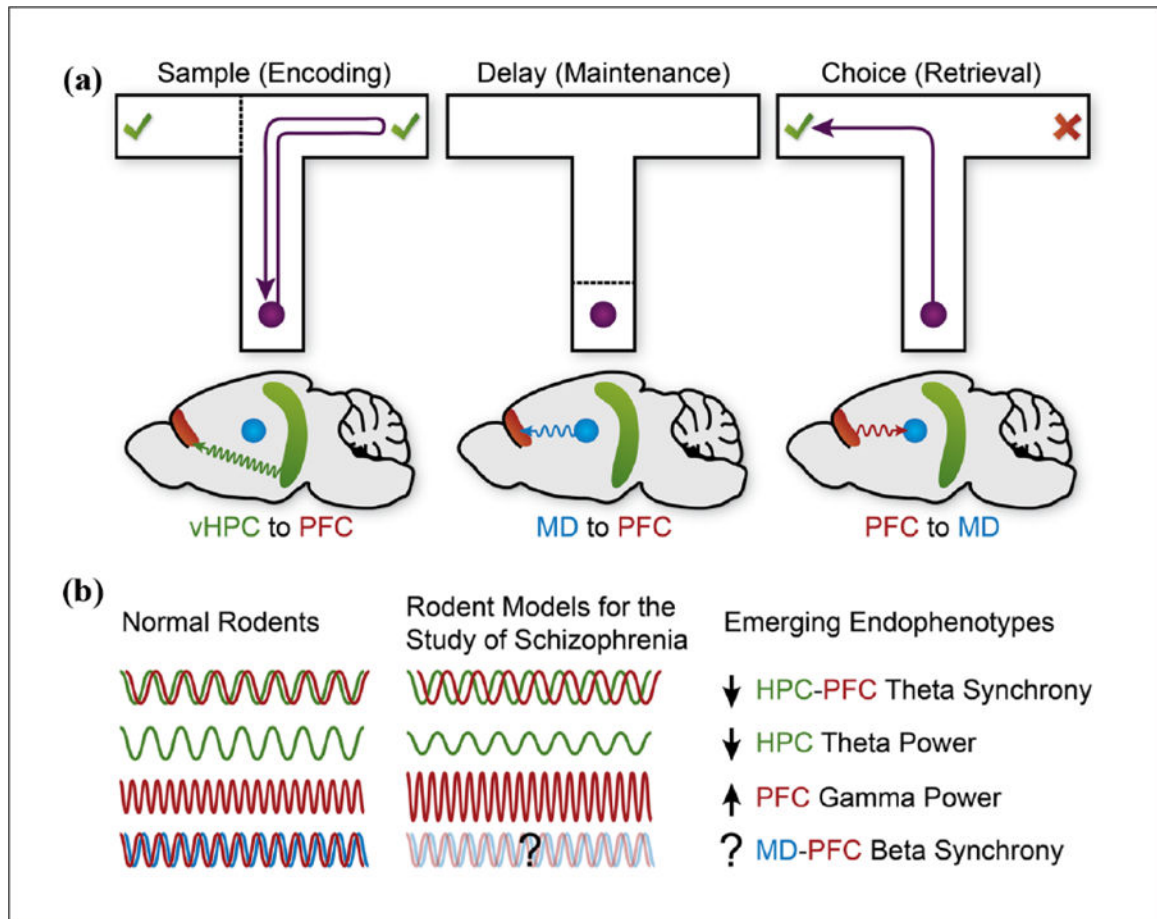 (a)
Sample (Encoding)
Delay (Maintenance)
Choice (Retrieval)
vHPC to PFC
MD to PFC
PFC to MD
(b)
Normal Rodents
Rodent Models for the
Study of Schizophrenia
Emerging Endophenotypes
HPC-PFC Theta Synchrony
HPC Theta Power
PFC Gamma Power
?
? MD-PFC Beta Synchrony